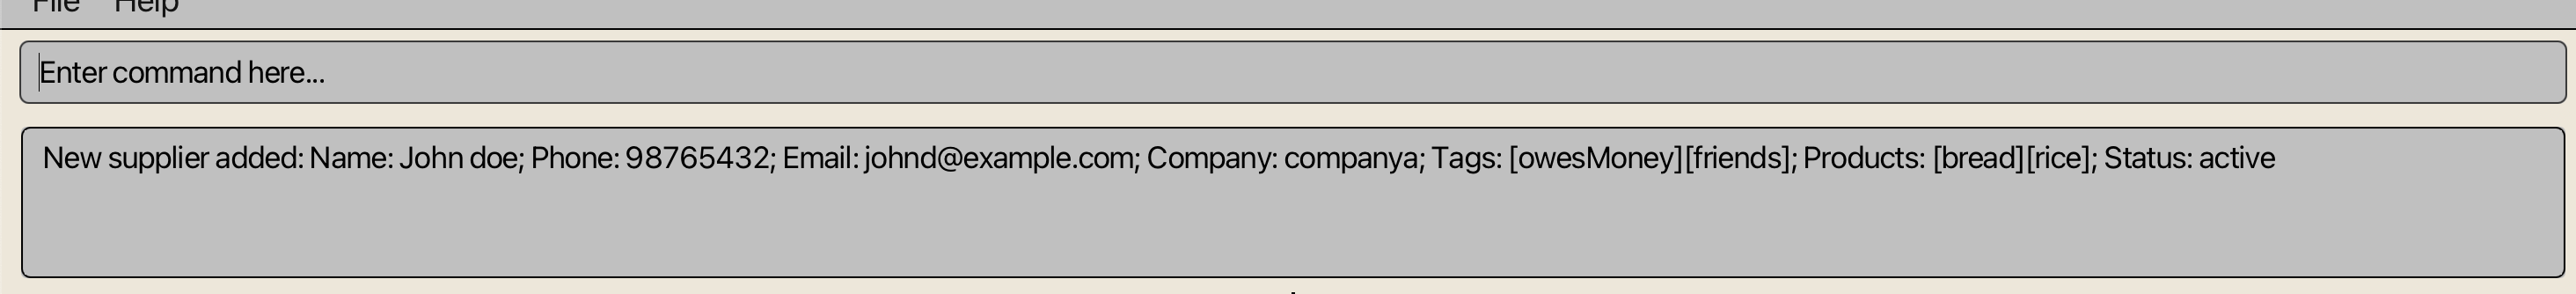 File Help
Enter command here...
New supplier added: Name: John doe; Phone: 98765432; Email: johnd@example.com; Company: companya; Tags: [owesMoney][friends]; Products: [bread][rice]; Status: active